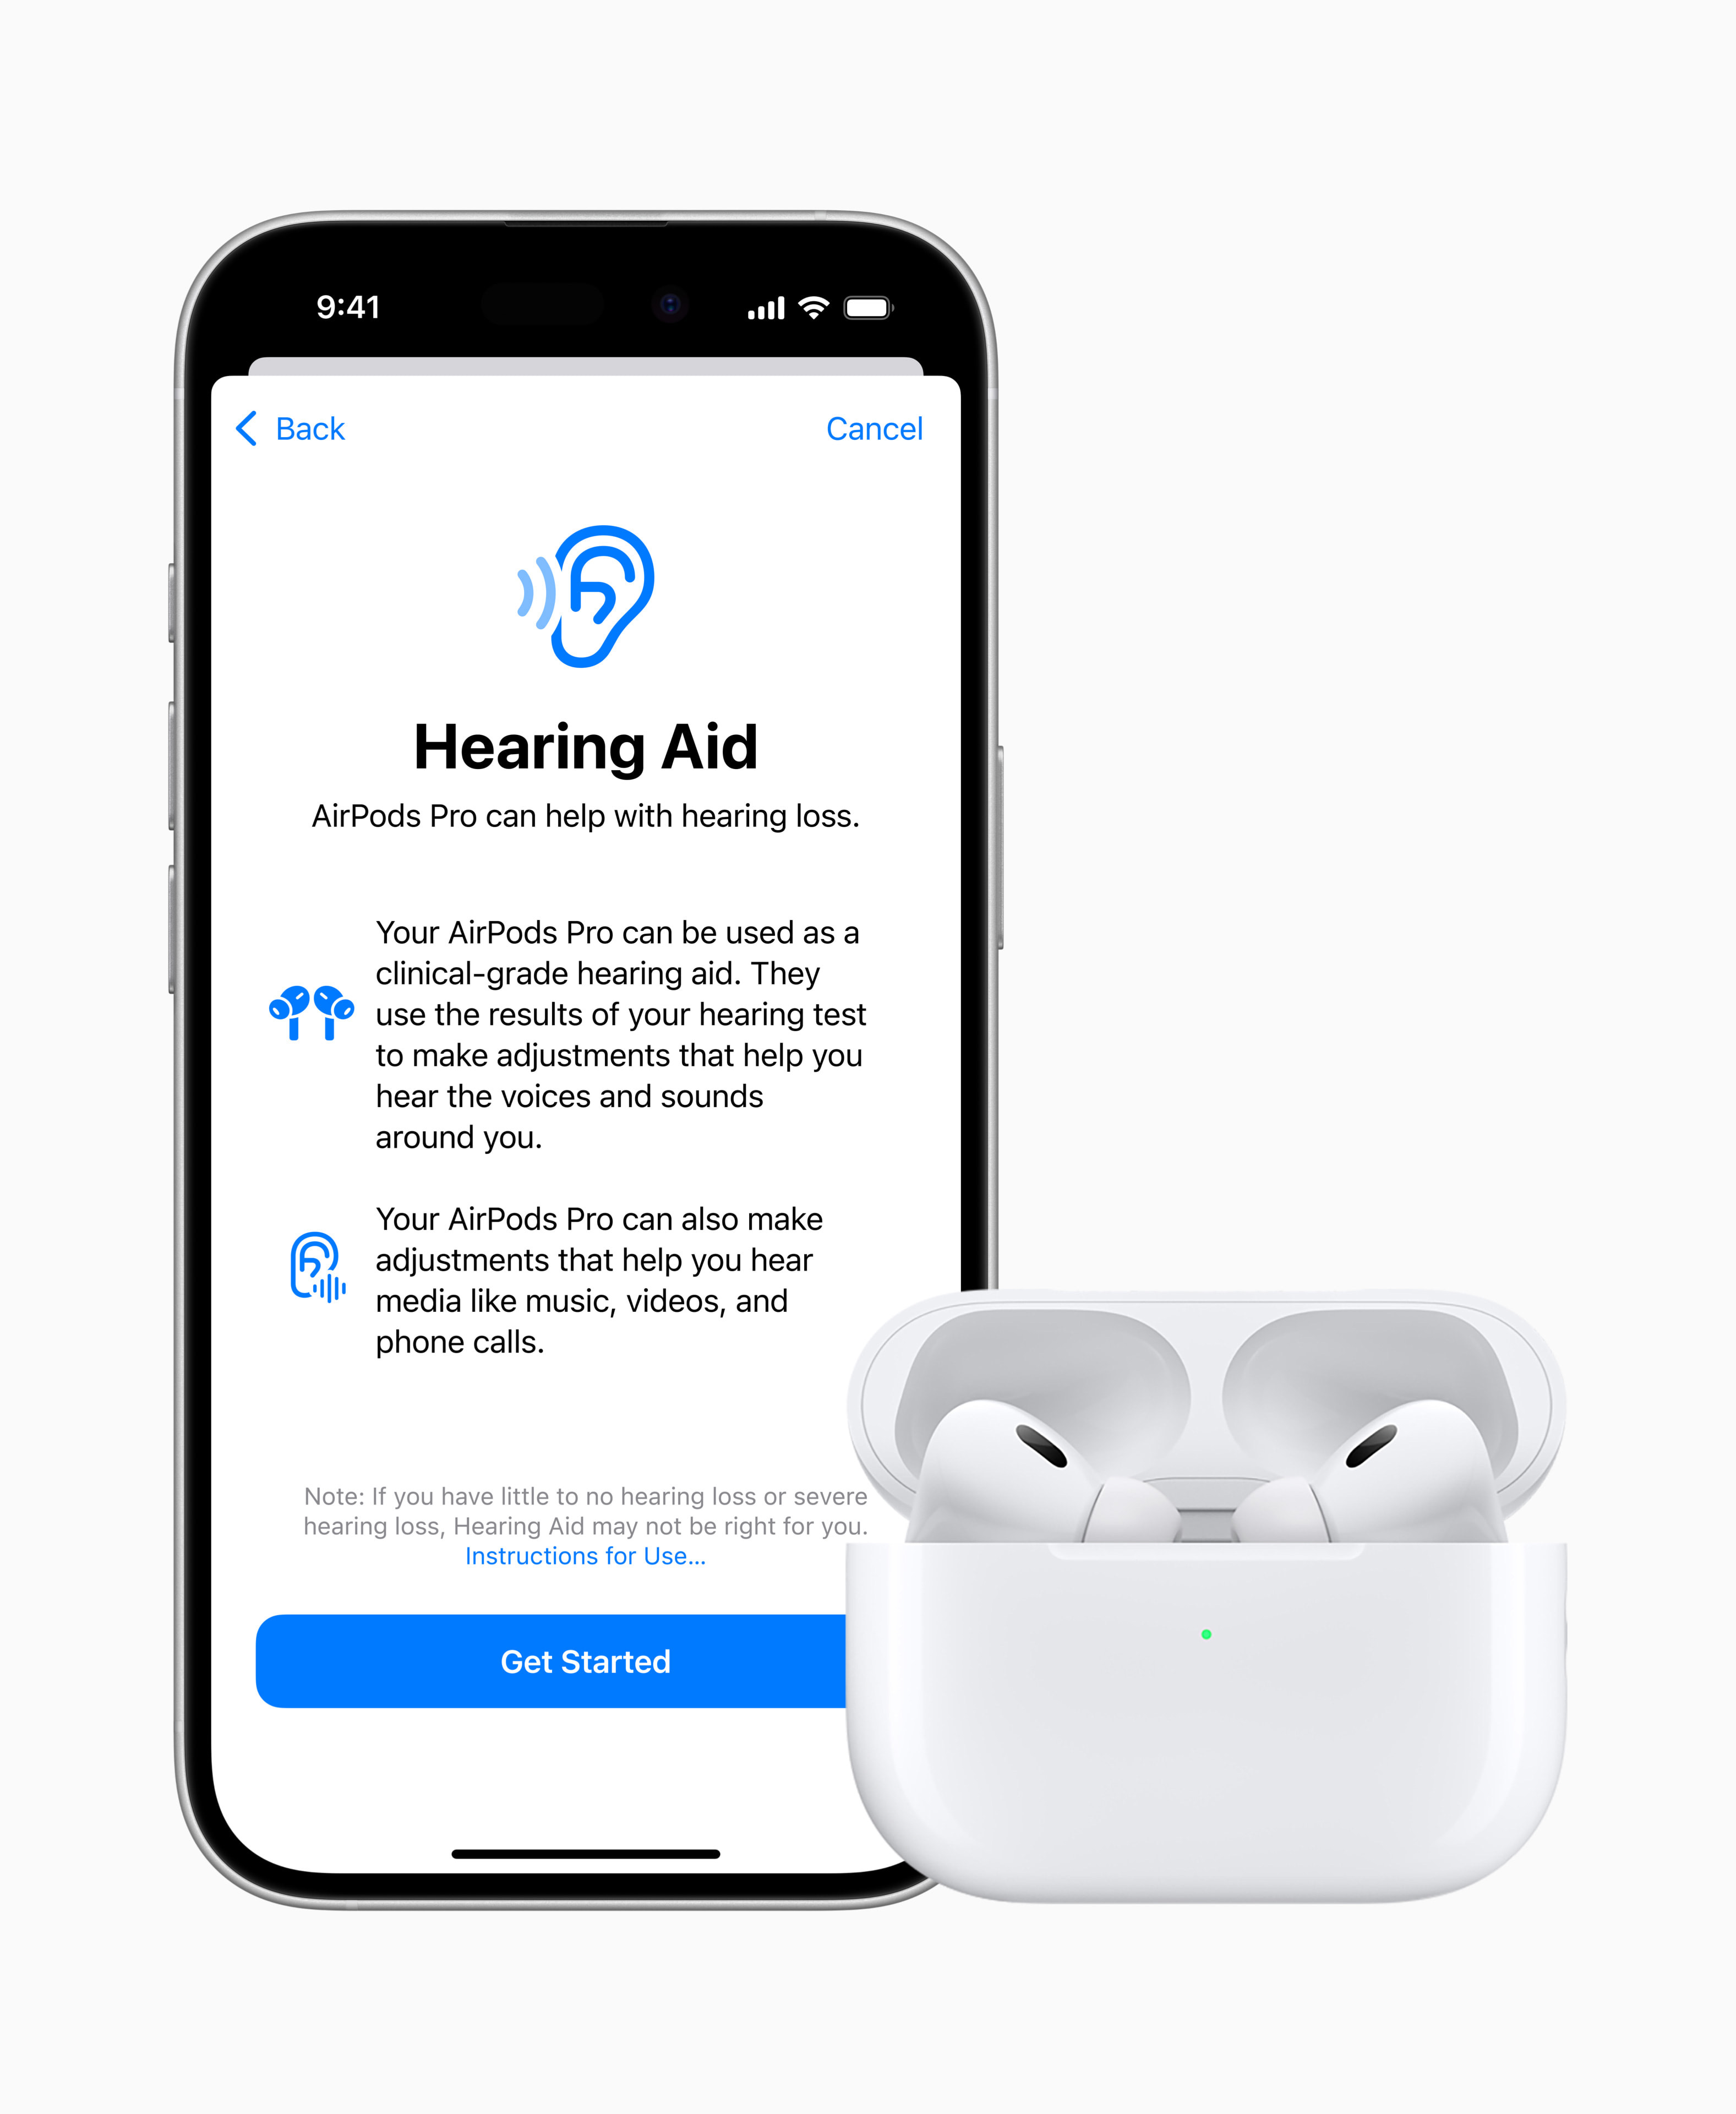 9:41
Back
Cancel
Hearing Aid
AirPods Pro can help with hearing loss.
Your AirPods Pro can be used as a
clinical-grade hearing aid. They
use the results of your hearing test
to make adjustments that help you
hear the voices and sounds
around you.
Your AirPods Pro can also make
adjustments that help you hear
media like music, videos, and
phone calls.
Note: If you have little to no hearing loss or severe
hearing loss, Hearing Aid may not be right for you.
Instructions for Use...
Get Started